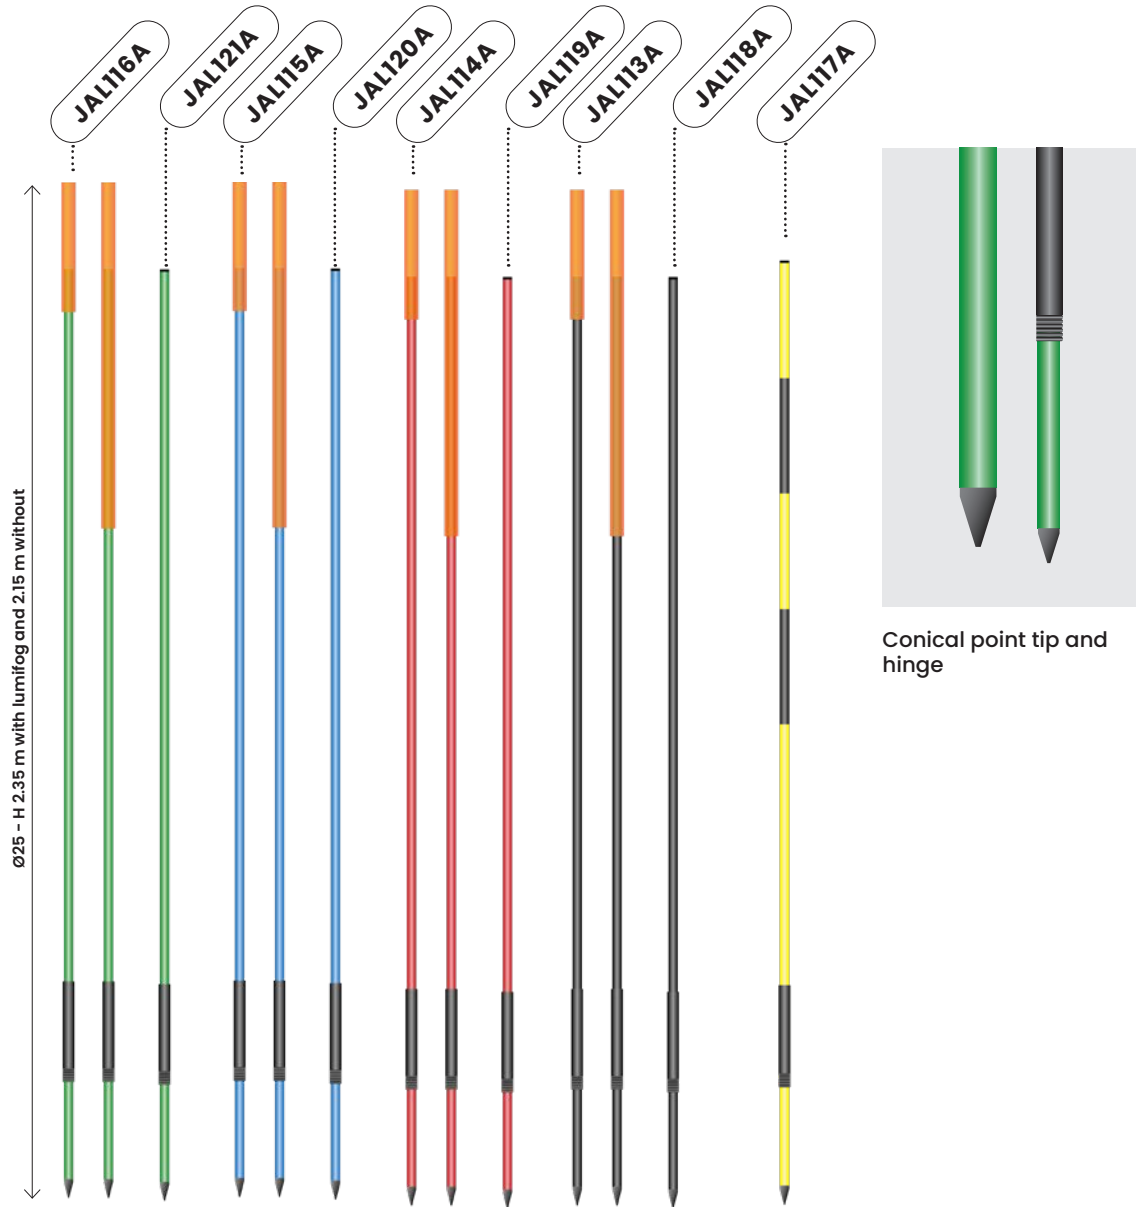 JAL116A
JAL121A
JAL115A
JAL120A
JAL114A
JAL119A
JAL113A
JAL118A
JAL117A
Ø25 - H 2.35 m with lumifog and 2.15 m without
Conical point tip and
hinge